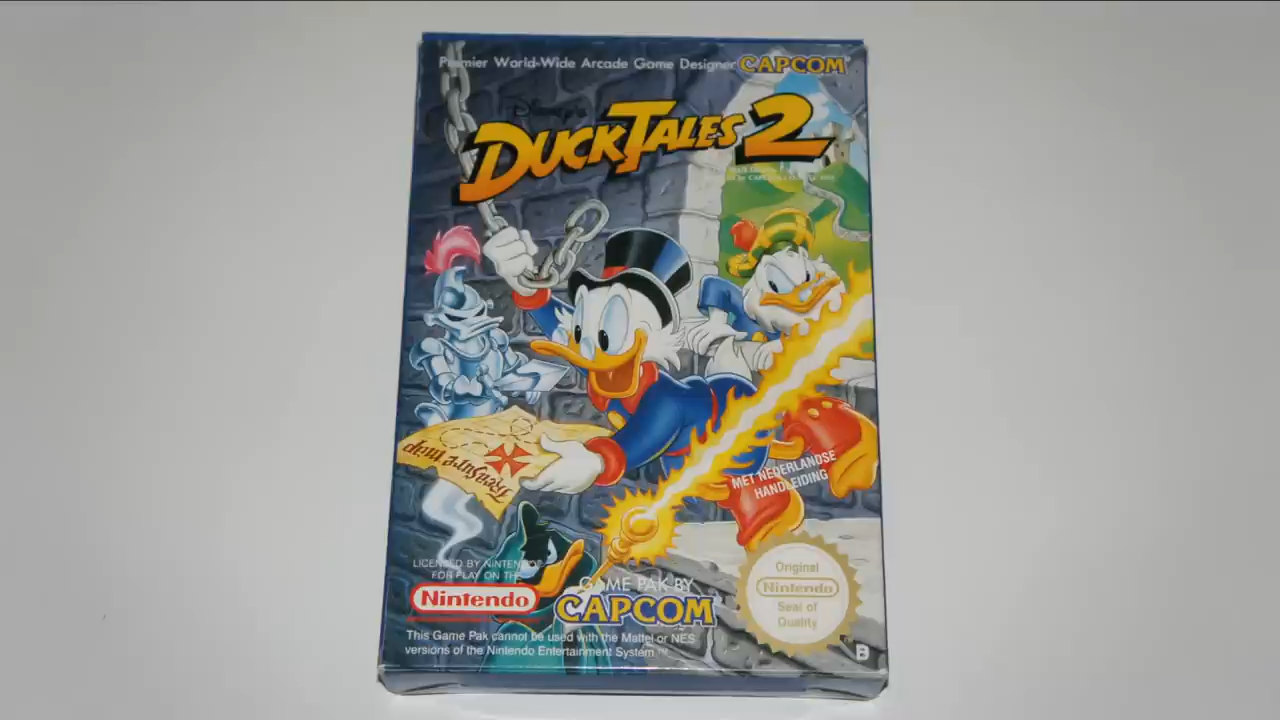 Premier World-Wide Arcade Game Designer CAPCOM
Disney's
DUCKTALES 2
Treasure Map
MET NEDERLANDSE
HANDLEIDING
LICENSED BY NINTENDO®
FOR PLAY ON THE
Nintendo
GAME PAK BY
CAPCOM
Original
Nintendo
Seal of
Quality
This Game Pak cannot be used with the Mattel or NES
versions of the Nintendo Entertainment System™
B